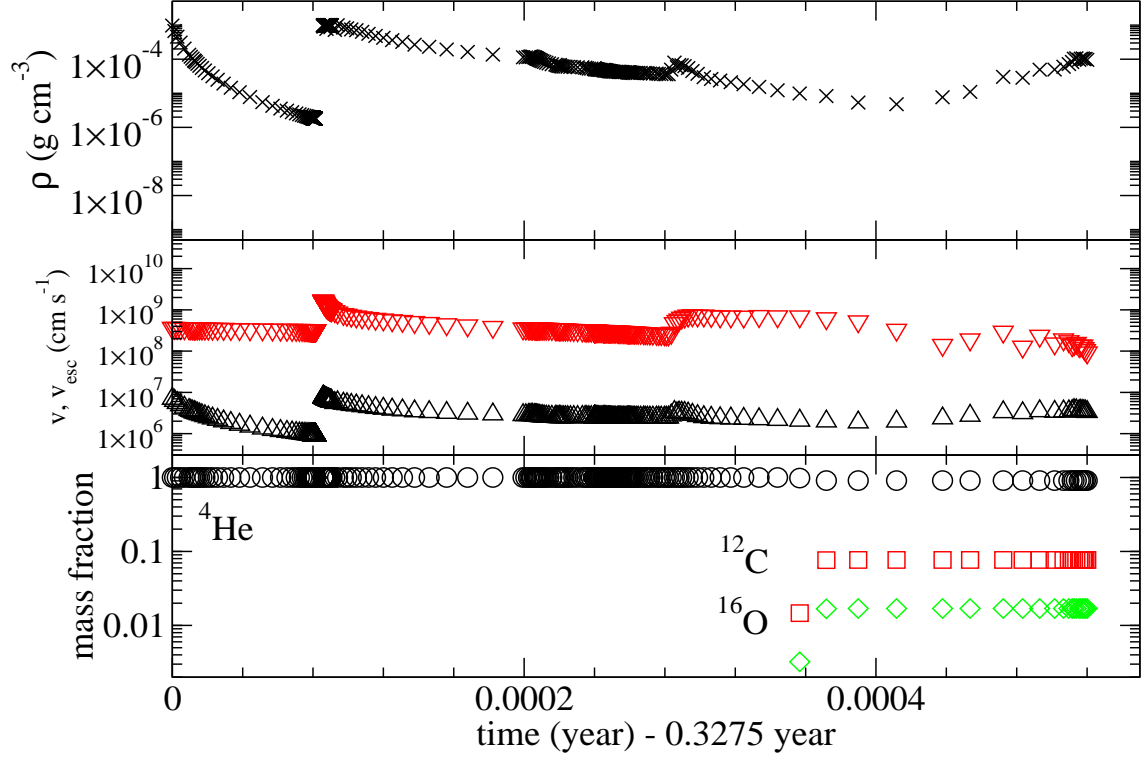 ρ (g cm⁻³)
1×10⁻⁴
1×10⁻⁶
1×10⁻⁸
v, vₑₛ꜀ (cm s⁻¹)
1×10¹⁰
1×10⁹
1×10⁸
1×10⁷
1×10⁶
mass fraction
1
0.1
0.01
⁴He
¹²C
¹⁶O
0
0.0002
0.0004
time (year) - 0.3275 year